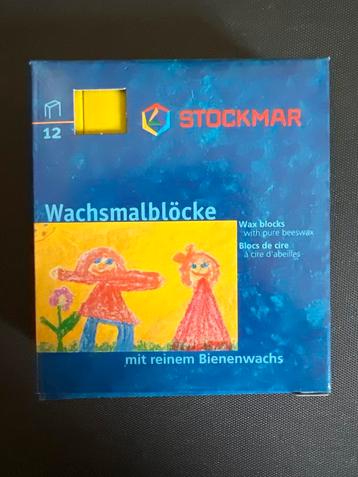 STOCKMAR
12
Wachsmalblöcke
Wax blocks
with pure beeswax
Blocs de cire
à cire d'abeilles
mit reinem Bienenwachs